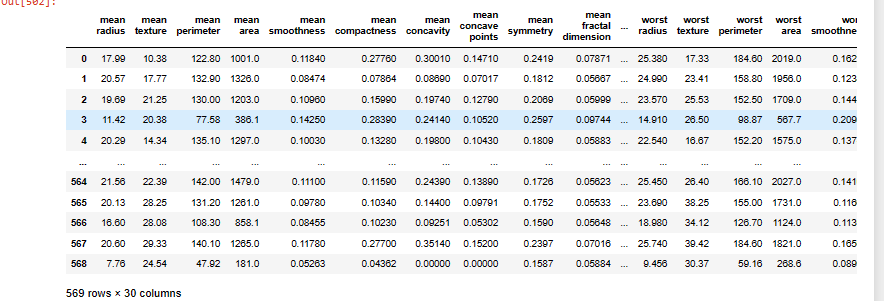 Out[502]:
mean radius mean texture mean perimeter mean area mean smoothness mean compactness mean concavity mean concave points mean symmetry mean fractal dimension ... worst radius worst texture worst perimeter worst area
0 17.99 10.38 122.80 1001.0 0.11840 0.27760 0.30010 0.14710 0.2419 0.07871 ... 25.380 17.33 184.60 2019.0 0.162
1 20.57 17.77 132.90 1326.0 0.08474 0.07864 0.08690 0.07017 0.1812 0.05667 ... 24.990 23.41 158.80 1956.0 0.123
2 19.69 21.25 130.00 1203.0 0.10960 0.15990 0.19740 0.12790 0.2069 0.05999 ... 23.570 25.53 152.50 1709.0 0.144
3 11.42 20.38 77.58 386.1 0.14250 0.28390 0.24140 0.10520 0.2597 0.09744 ... 14.910 26.50 98.87 567.7 0.209
4 20.29 14.34 135.10 1297.0 0.10030 0.13280 0.19800 0.10430 0.1809 0.05883 ... 22.540 16.67 152.20 1575.0 0.137
... ... ... ... ... ... ... ... ... ... ... ... ... ... ... ... ...
564 21.56 22.39 142.00 1479.0 0.11100 0.11590 0.24390 0.13890 0.1726 0.05623 ... 25.450 26.40 166.10 2027.0 0.141
565 20.13 28.25 131.20 1261.0 0.09780 0.10340 0.14400 0.09791 0.1752 0.05533 ... 23.690 38.25 155.00 1731.0 0.116
566 16.60 28.08 108.30 858.1 0.08455 0.10230 0.09251 0.05302 0.1590 0.05648 ... 18.980 34.12 126.70 1124.0 0.113
567 20.60 29.33 140.10 1265.0 0.11780 0.27700 0.35140 0.15200 0.2397 0.07016 ... 25.740 39.42 184.60 1821.0 0.165
568 7.76 24.54 47.92 181.0 0.05263 0.04362 0.00000 0.00000 0.1587 0.05884 ... 9.456 30.37 59.16 268.6 0.089
569 rows × 30 columns